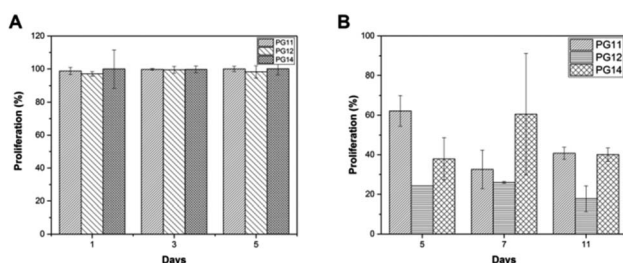 A
PG11
PG12
PG14
Proliferation (%)
120
100
80
60
40
20
0
1
3
5
Days
B
PG11
PG12
PG14
Proliferation (%)
100
80
60
40
20
0
5
7
11
Days